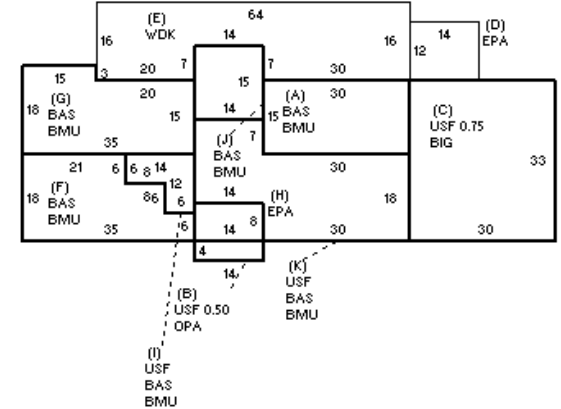 (E)
WDK
64
14
16
16
(D)
EPA
14
12
15
3
20
7
7
30
18
(G)
BAS
BMU
20
15
15
14
(A)
BAS
BMU
30
15
(C)
USF 0.75
BIG
33
35
(J)
BAS
BMU
7
30
21
6
6
8
14
12
18
(F)
BAS
BMU
8
6
6
6
35
14
(H)
EPA
8
14
4
14
18
30
30
(K)
USF
BAS
BMU
(B)
USF 0.50
OPA
(I)
USF
BAS
BMU